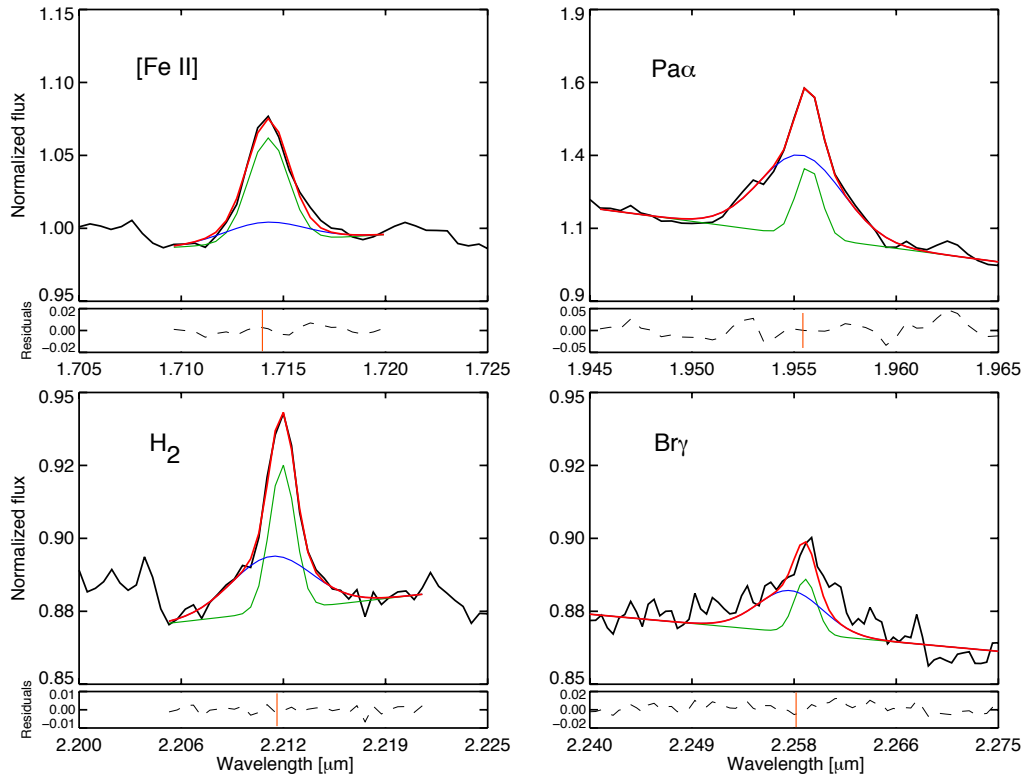 1.15
1.10
1.05
1.00
0.95
Normalized flux
[Fe II]
0.02
0.00
−0.02
Residuals
1.705 1.710 1.715 1.720 1.725
1.9
1.6
1.4
1.1
0.9
Paα
0.05
0.00
−0.05
1.945 1.950 1.955 1.960 1.965
0.95
0.92
0.90
0.88
0.85
Normalized flux
H2
0.01
0.00
−0.01
Residuals
2.200 2.206 2.212 2.219 2.225
Wavelength [µm]
0.95
0.92
0.90
0.88
0.85
Brγ
0.02
0.00
−0.02
2.240 2.249 2.258 2.266 2.275
Wavelength [µm]